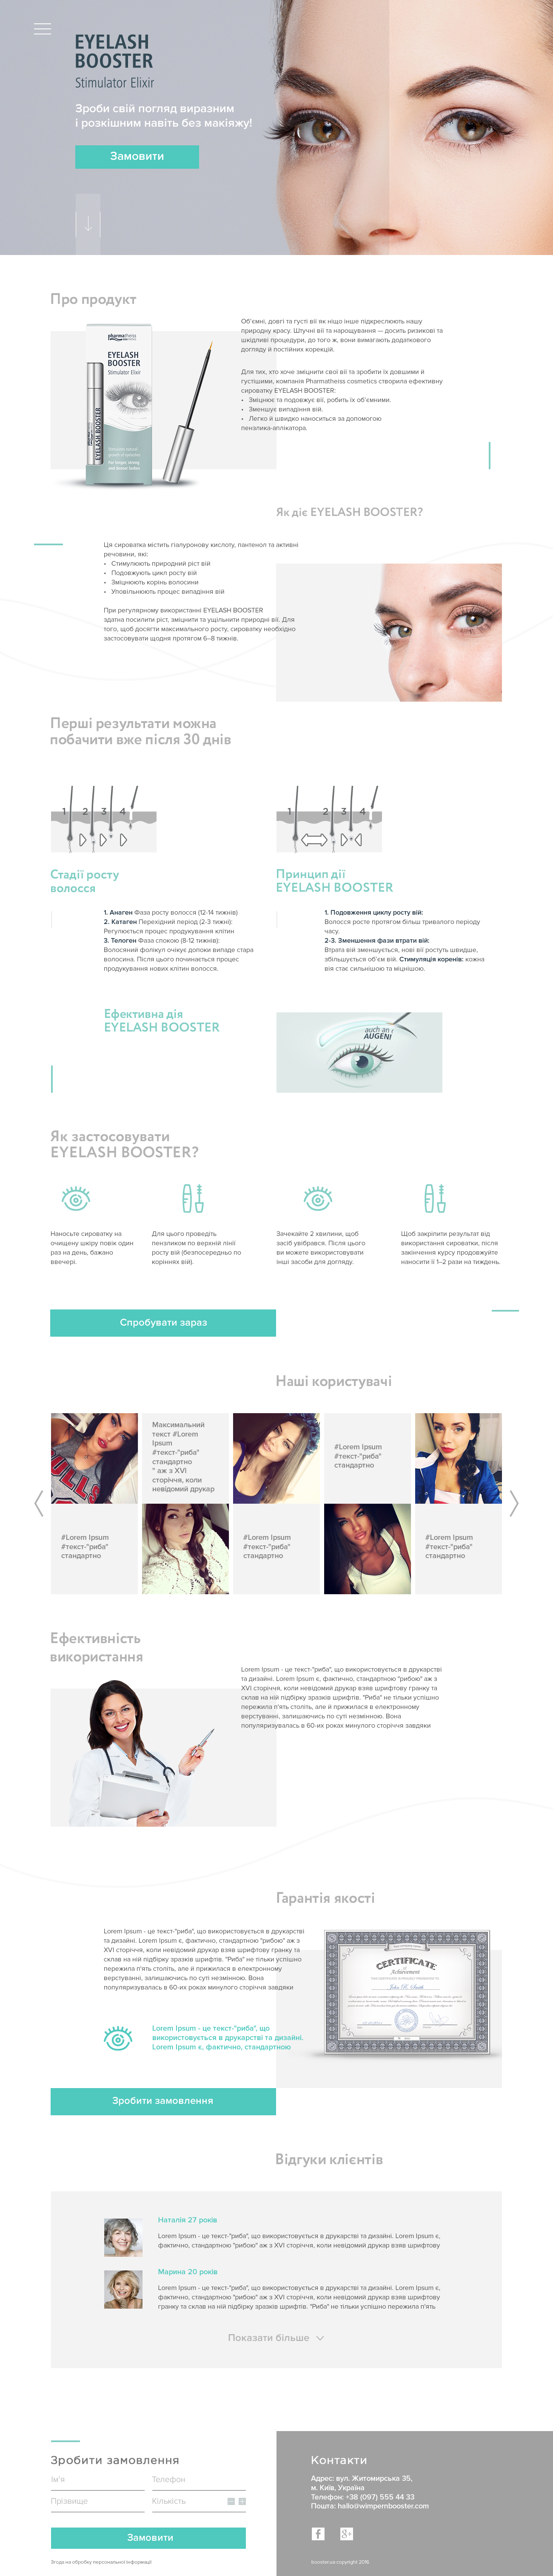 EYELASH
BOOSTER
Stimulator Elixir
Зроби свій погляд виразним
і розкішним навіть без макіяжу!
Замовити
Про продукт
Об'ємні, довгі та густі вії як ніщо інше підкреслюють нашу
природну красу. Штучні вії та нарощування — досить ризикові та
шкідливі процедури, до того ж, вони вимагають додаткового
догляду й постійних корекцій.
Для тих, хто хоче зміцнити свої вії та зробити їх довшими й
густішими, компанія Pharmatheiss cosmetics створила ефективну
сироватку EYELASH BOOSTER:
• Зміцнює та подовжує вії, робить їх об'ємними.
• Зменшує випадіння вій.
• Легко й швидко наноситься за допомогою
пензлика-аплікатора.
pharmatheiss
EYELASH
BOOSTER
Stimulator Elixir
EYELASH BOOSTER
Як діє EYELASH BOOSTER?
Ця сироватка містить гіалуронову кислоту, пантенол та активні
речовини, які:
• Стимулюють природний ріст вій
• Подовжують цикл росту вій
• Зміцнюють корінь волосини
• Уповільнюють процес випадіння вій
При регулярному використанні EYELASH BOOSTER
здатна посилити ріст, зміцнити та ущільнити природні вії. Для
того, щоб досягти максимального росту, сироватку необхідно
застосовувати щодня протягом 6–8 тижнів.
Перші результати можна
побачити вже після 30 днів
1 2 3 4
1 2 3 4
Стадії росту
волосся
Принцип дії
EYELASH BOOSTER
1. Анаген Фаза росту волосся (12-14 тижнів)
2. Катаген Перехідний період (2-3 тижні):
Регулюється процес продукування клітин
3. Телоген Фаза спокою (8-12 тижнів):
Волосяний фолікул очікує допоки випаде стара
волосина. Після цього починається процес
продукування нових клітин волосся.
1. Подовження циклу росту вій:
Волосся росте протягом більш тривалого періоду
часу.
2-3. Зменшення фази втрати вій:
Втрата вій зменшується, нові вії ростуть швидше,
збільшується об'єм вій. Стимуляція коренів: кожна
вія стає сильнішою та міцнішою.
Ефективна дія
EYELASH BOOSTER
auch an
AUGEN!
Як застосовувати
EYELASH BOOSTER?
Наносьте сироватку на
очищену шкіру повік один
раз на день, бажано
ввечері.
Для цього проведіть
пензликом по верхній лінії
росту вій (безпосередньо по
коріннях вій).
Зачекайте 2 хвилини, щоб
засіб увібрався. Після цього
ви можете використовувати
інші засоби для догляду.
Щоб закріпити результат від
використання сироватки, після
закінчення курсу продовжуйте
наносити її 1–2 рази на тиждень.
Спробувати зараз
Наші користувачі
Максимальний
текст #Lorem
Ipsum
#текст-"риба"
стандартно
" аж з XVI
сторіччя, коли
невідомий друкар
#Lorem Ipsum
#текст-"риба"
стандартно
#Lorem Ipsum
#текст-"риба"
стандартно
#Lorem Ipsum
#текст-"риба"
стандартно
#Lorem Ipsum
#текст-"риба"
стандартно
Ефективність
використання
Lorem Ipsum - це текст-"риба", що використовується в друкарстві
та дизайні. Lorem Ipsum є, фактично, стандартною "рибою" аж з
XVI сторіччя, коли невідомий друкар взяв шрифтову гранку та
склав на ній підбірку зразків шрифтів. "Риба" не тільки успішно
пережила п'ять століть, але й прижилася в електронному
верстуванні, залишаючись по суті незмінною. Вона
популяризувалась в 60-их роках минулого сторіччя завдяки
Гарантія якості
Lorem Ipsum - це текст-"риба", що використовується в друкарстві
та дизайні. Lorem Ipsum є, фактично, стандартною "рибою" аж з
XVI сторіччя, коли невідомий друкар взяв шрифтову гранку та
склав на ній підбірку зразків шрифтів. "Риба" не тільки успішно
пережила п'ять століть, але й прижилася в електронному
верстуванні, залишаючись по суті незмінною. Вона
популяризувалась в 60-их роках минулого сторіччя завдяки
CERTIFICATE
Achievement
John R. Smith
Lorem Ipsum - це текст-"риба", що
використовується в друкарстві та дизайні.
Lorem Ipsum є, фактично, стандартною
Зробити замовлення
Відгуки клієнтів
Наталія 27 років
Lorem Ipsum - це текст-"риба", що використовується в друкарстві та дизайні. Lorem Ipsum є,
фактично, стандартною "рибою" аж з XVI сторіччя, коли невідомий друкар взяв шрифтову
Марина 20 років
Lorem Ipsum - це текст-"риба", що використовується в друкарстві та дизайні. Lorem Ipsum є,
фактично, стандартною "рибою" аж з XVI сторіччя, коли невідомий друкар взяв шрифтову
гранку та склав на ній підбірку зразків шрифтів. "Риба" не тільки успішно пережила п'ять
Показати більше
Зробити замовлення
Ім'я
Телефон
Прізвище
Кількість
Замовити
Згода на обробку персональної інформації
Контакти
Адрес: вул. Житомирська 35,
м. Київ, Україна
Телефон: +38 (097) 555 44 33
Пошта: hallo@wimpernbooster.com
booster.ua copyright 2016